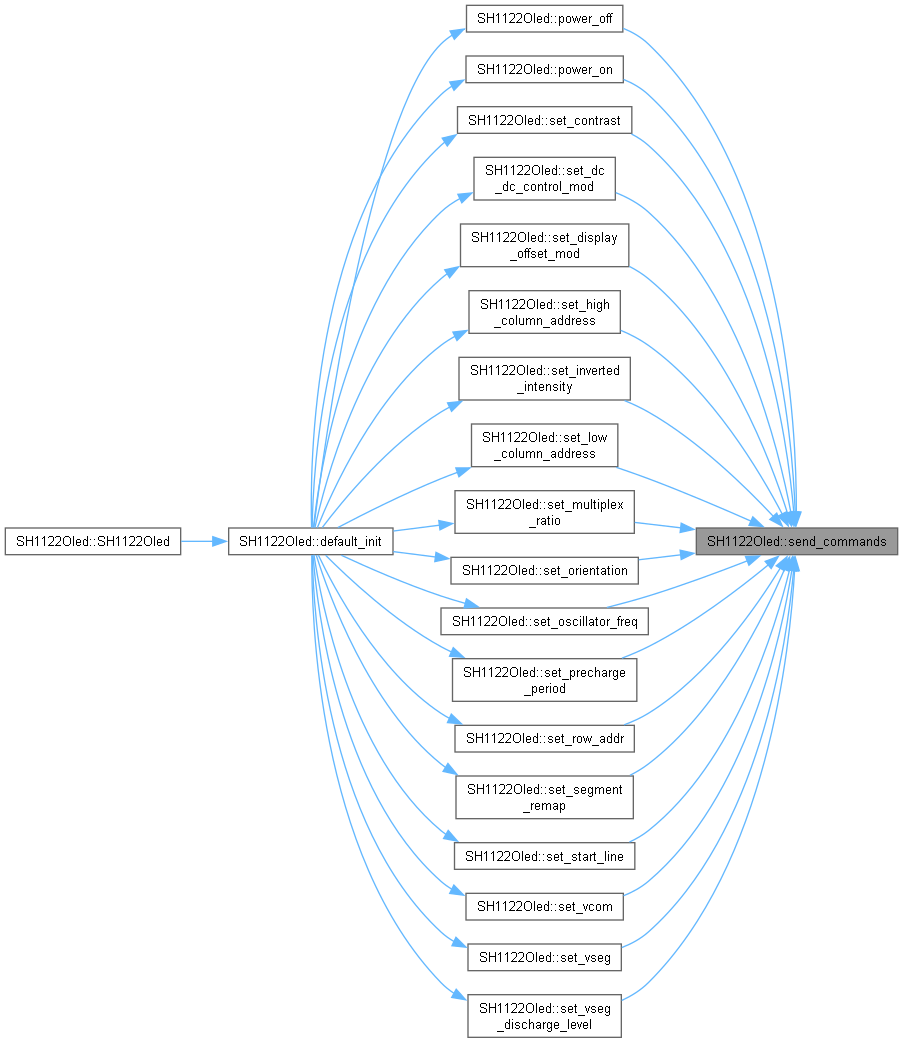 SH1122Oled::power_off
SH1122Oled::power_on
SH1122Oled::set_contrast
SH1122Oled::set_dc
_dc_control_mod
SH1122Oled::set_display
_offset_mod
SH1122Oled::set_high
_column_address
SH1122Oled::set_inverted
_intensity
SH1122Oled::set_low
_column_address
SH1122Oled::set_multiplex
_ratio
SH1122Oled::SH1122Oled
SH1122Oled::default_init
SH1122Oled::send_commands
SH1122Oled::set_orientation
SH1122Oled::set_oscillator_freq
SH1122Oled::set_precharge
_period
SH1122Oled::set_row_addr
SH1122Oled::set_segment
_remap
SH1122Oled::set_start_line
SH1122Oled::set_vcom
SH1122Oled::set_vseg
SH1122Oled::set_vseg
_discharge_level